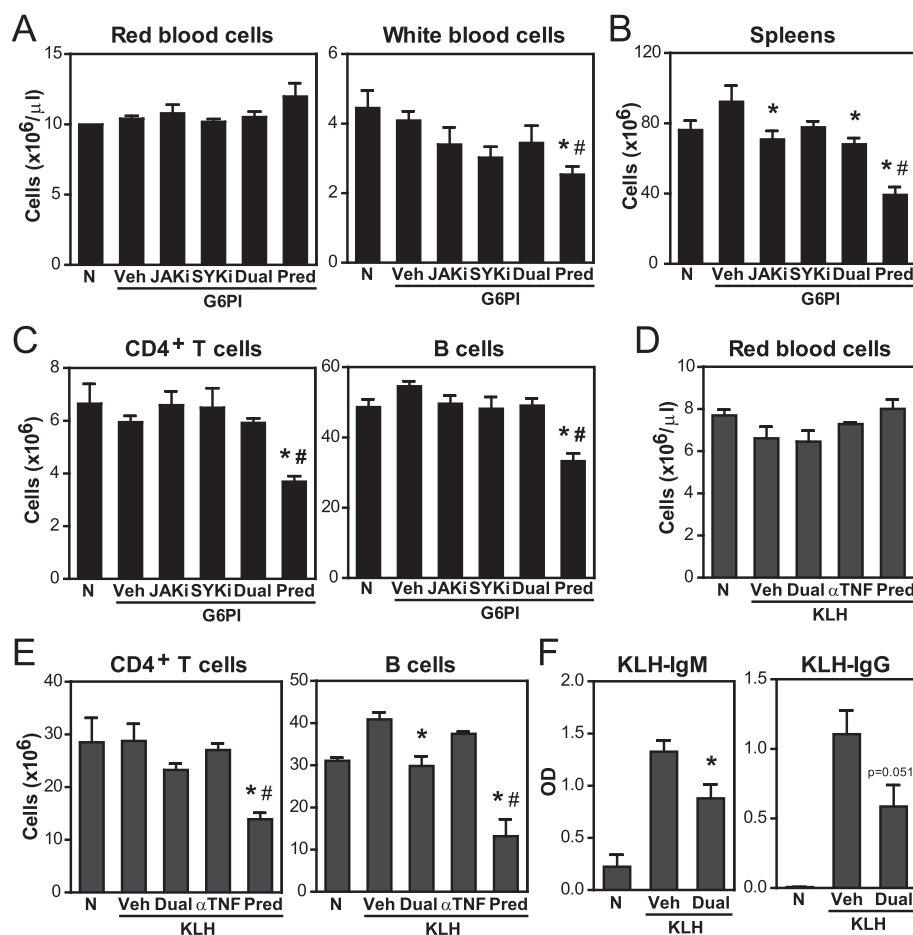 A
Red blood cells
White blood cells
B
Spleens
Cells (x10⁶/μl)
15
10
5
0
N Veh JAKi SYKi Dual Pred
G6PI
6
4
2
0
* #
N Veh JAKi SYKi Dual Pred
G6PI
Cells (x10⁶)
120
80
40
0
*
*
* #
N Veh JAKi SYKi Dual Pred
G6PI
C
CD4⁺ T cells
B cells
D
Red blood cells
Cells (x10⁶)
8
6
4
2
0
* #
N Veh JAKi SYKi Dual Pred
G6PI
60
40
20
0
* #
N Veh JAKi SYKi Dual Pred
G6PI
Cells (x10⁶/μl)
10
8
6
4
2
0
N Veh Dual αTNF Pred
KLH
E
CD4⁺ T cells
B cells
F
KLH-IgM
KLH-IgG
Cells (x10⁶)
40
30
20
10
0
* #
N Veh Dual αTNF Pred
KLH
50
40
30
20
10
0
*
* #
N Veh Dual αTNF Pred
KLH
OD
2.0
1.5
1.0
0.5
0.0
*
N Veh Dual
KLH
1.5
1.0
0.5
0.0
p=0.051
N Veh Dual
KLH